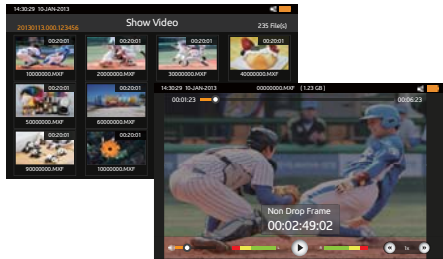 14:30:29 10-JAN-2013
20130113.000.123456
Show Video
235 File(s)
00:20:01
00:20:01
00:20:01
00:20:01
10000000.MXF
20000000.MXF
30000000.MXF
40000000.MXF
00:20:01
00:20:01
50000000.MXF
60000000.MXF
00:20:01
00:20:01
90000000.MXF
10000000.MXF
14:30:29 10-JAN-2013
00000000.MXF
[ 1.23 GB ]
00:01:23
00:06:23
Non Drop Frame
00:02:49:02
1x